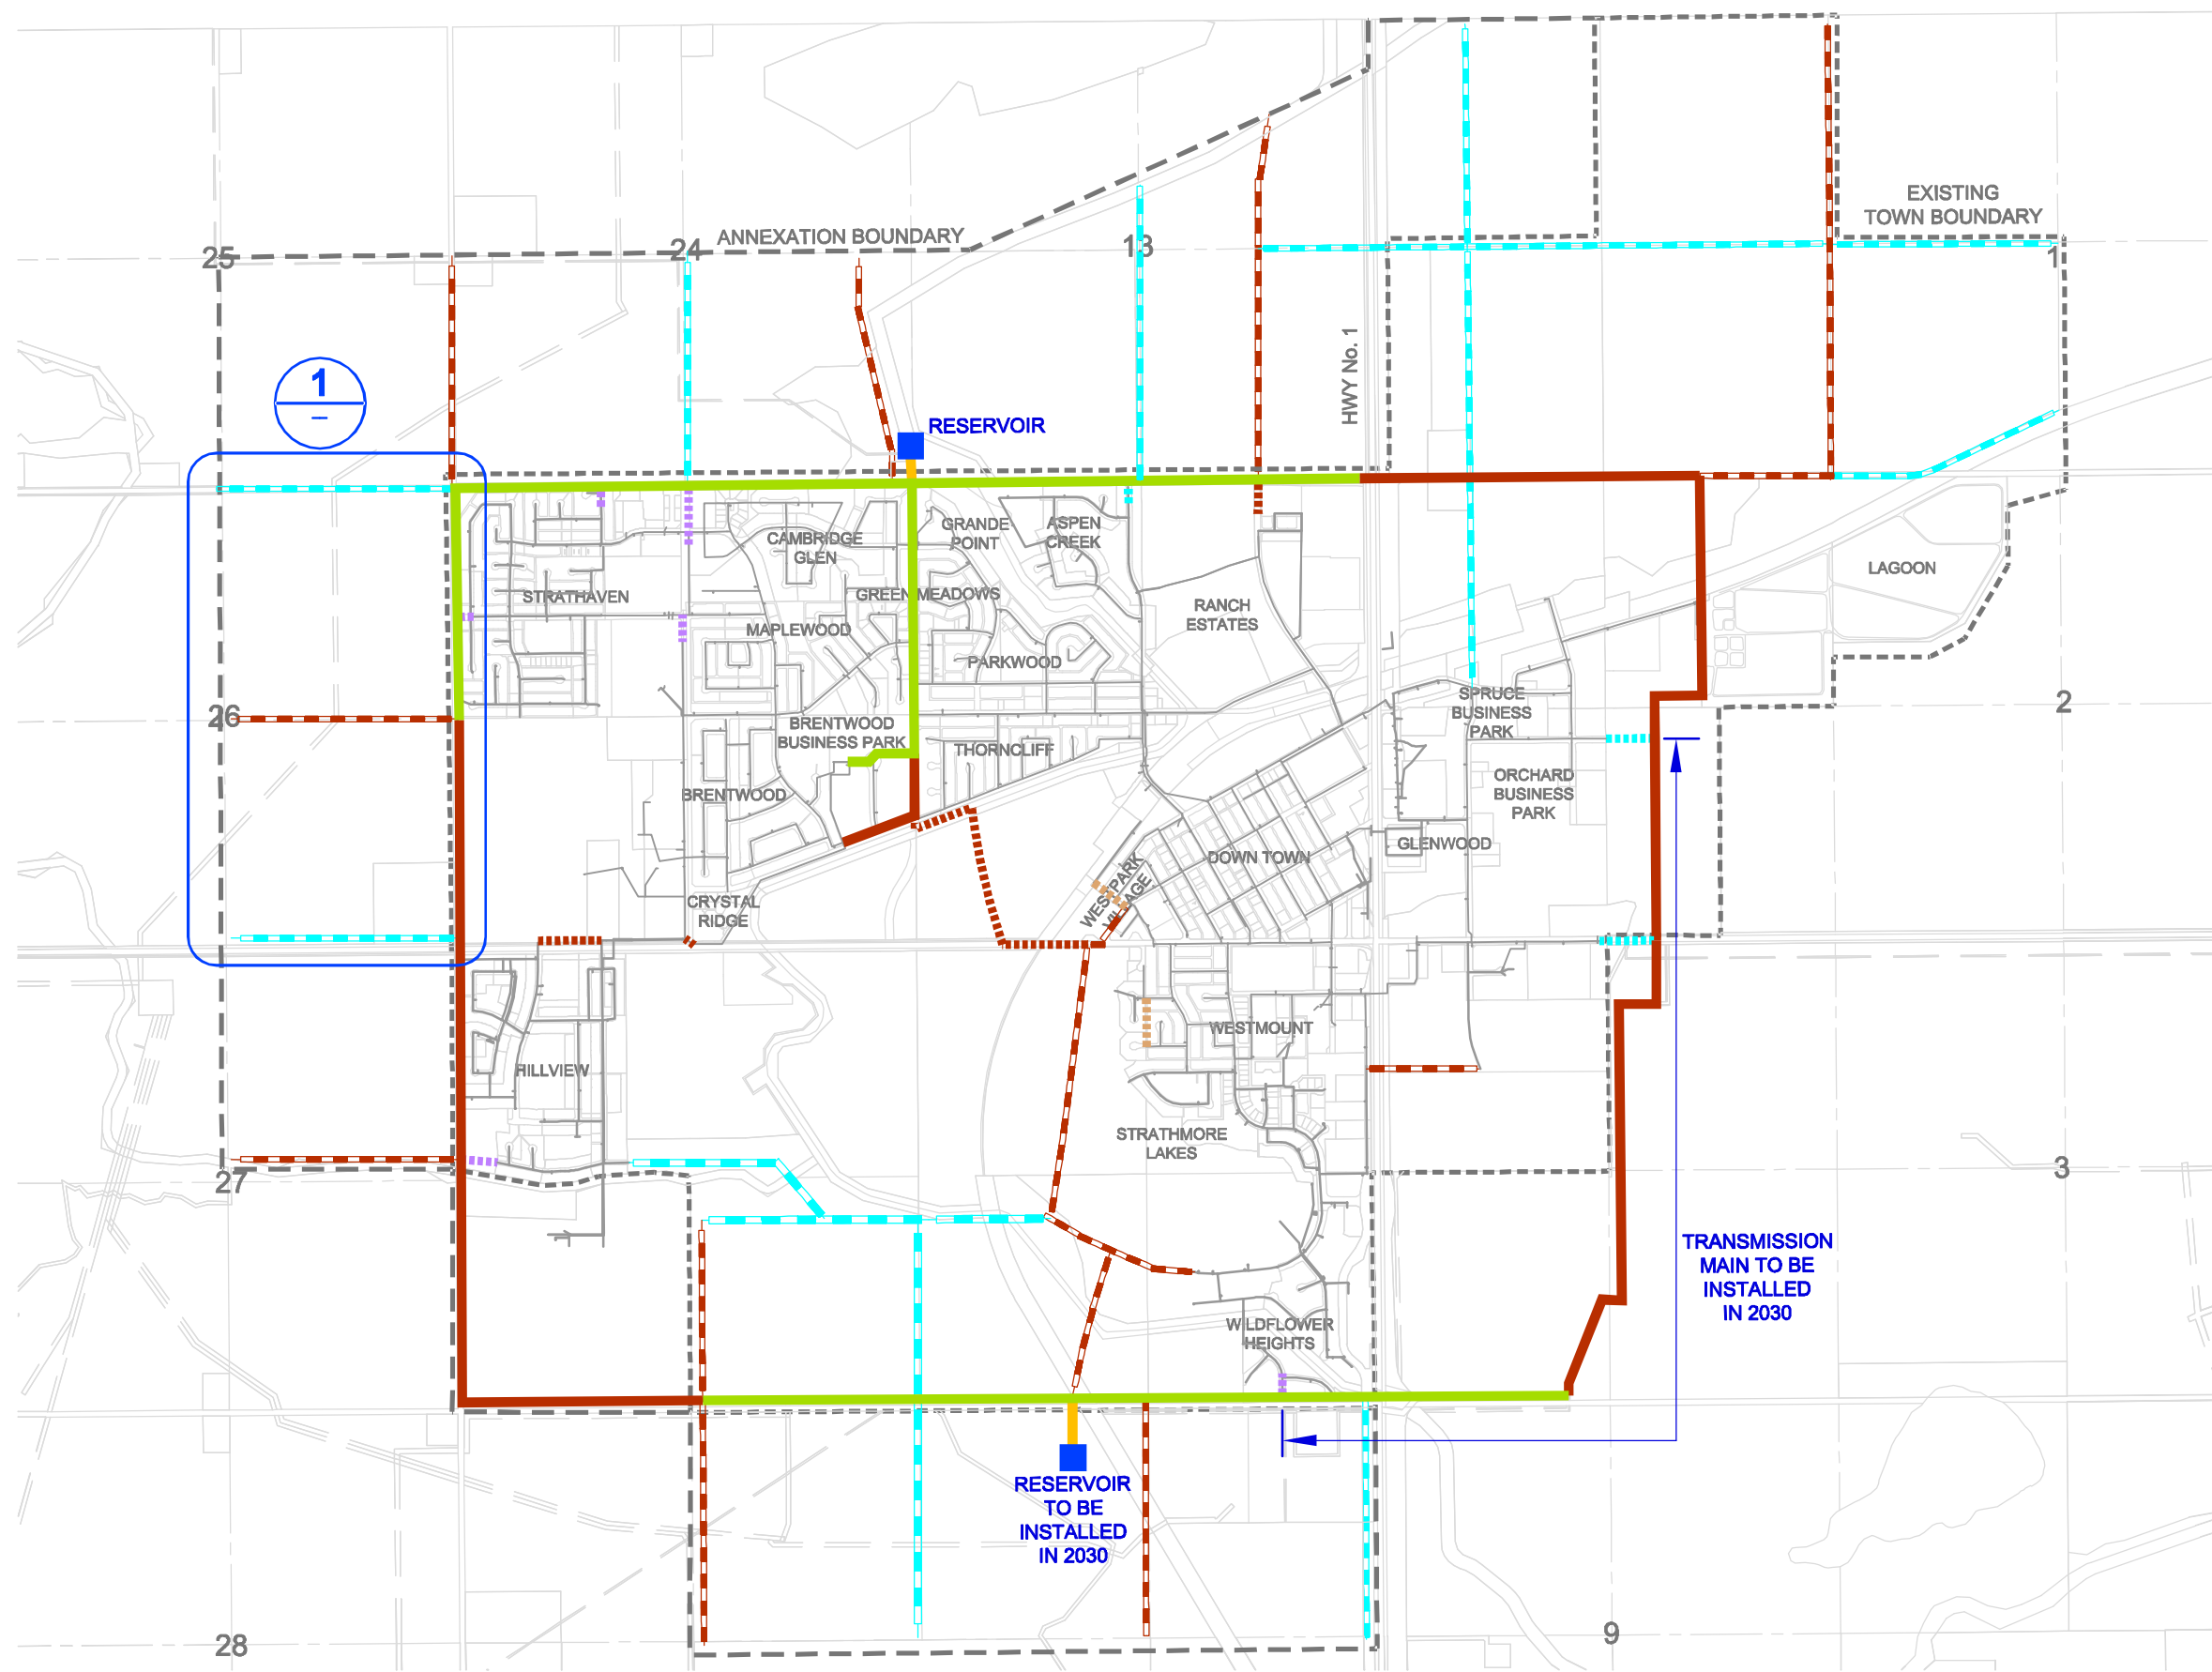 EXISTING
TOWN BOUNDARY
ANNEXATION BOUNDARY
25
24
13
1
HWY No. 1
1
–
RESERVOIR
GRANDE
POINT
ASPEN
CREEK
CAMBRIDGE
GLEN
LAGOON
STRATHAVEN
GREEN MEADOWS
RANCH
ESTATES
MAPLEWOOD
PARKWOOD
26
SPRUCE
BUSINESS
PARK
2
BRENTWOOD
BUSINESS PARK
THORNCLIFF
ORCHARD
BUSINESS
PARK
BRENTWOOD
GLENWOOD
DOWN TOWN
WESTPARK
VILLAGE
CRYSTAL
RIDGE
WESTMOUNT
HILLVIEW
STRATHMORE
LAKES
27
3
TRANSMISSION
MAIN TO BE
INSTALLED
IN 2030
WILDFLOWER
HEIGHTS
RESERVOIR
TO BE
INSTALLED
IN 2030
28
9